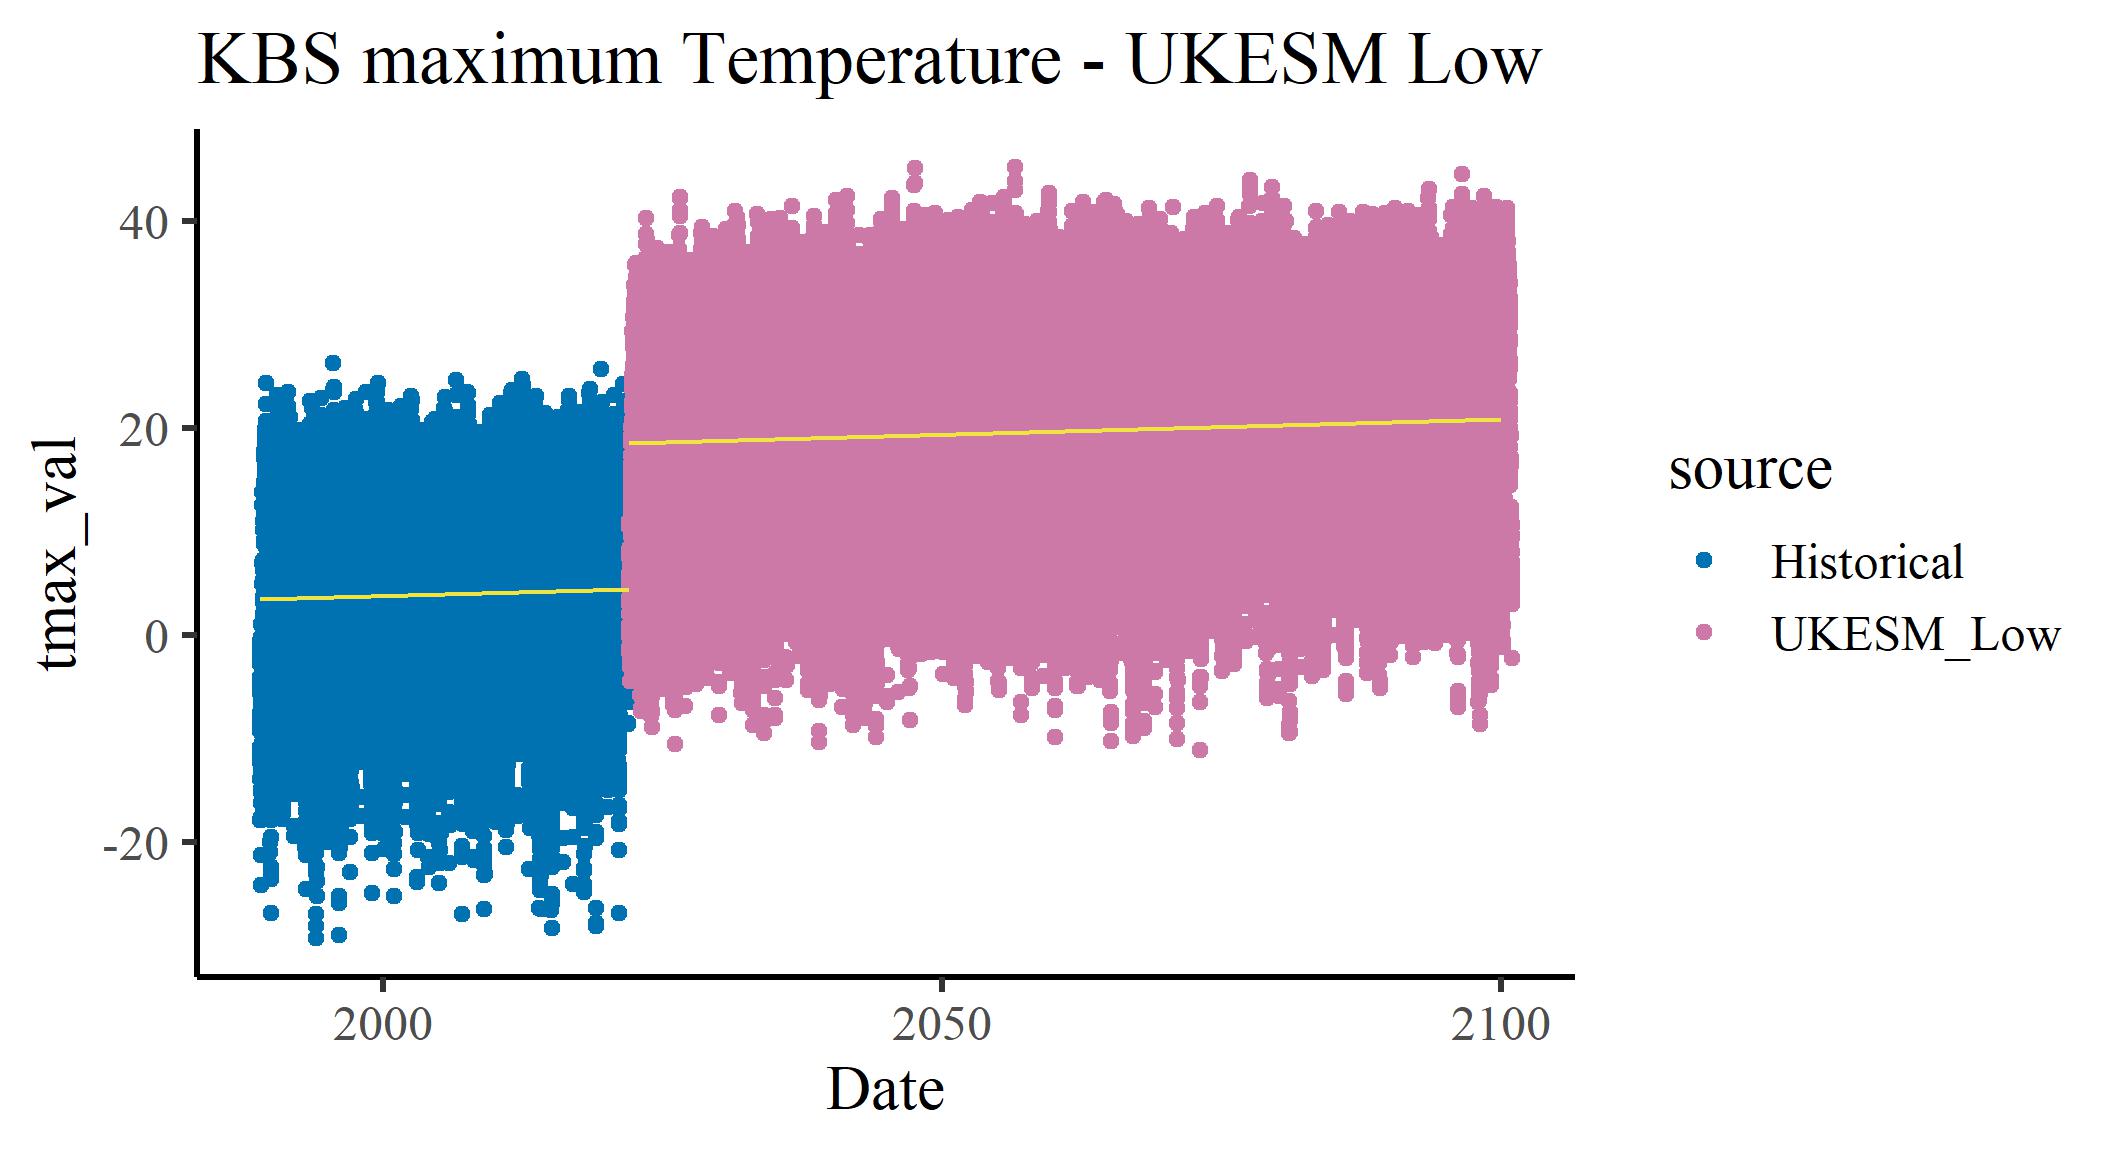 KBS maximum Temperature - UKESM Low
tmax_val
40
20
0
-20
2000
2050
2100
Date
source
Historical
UKESM_Low